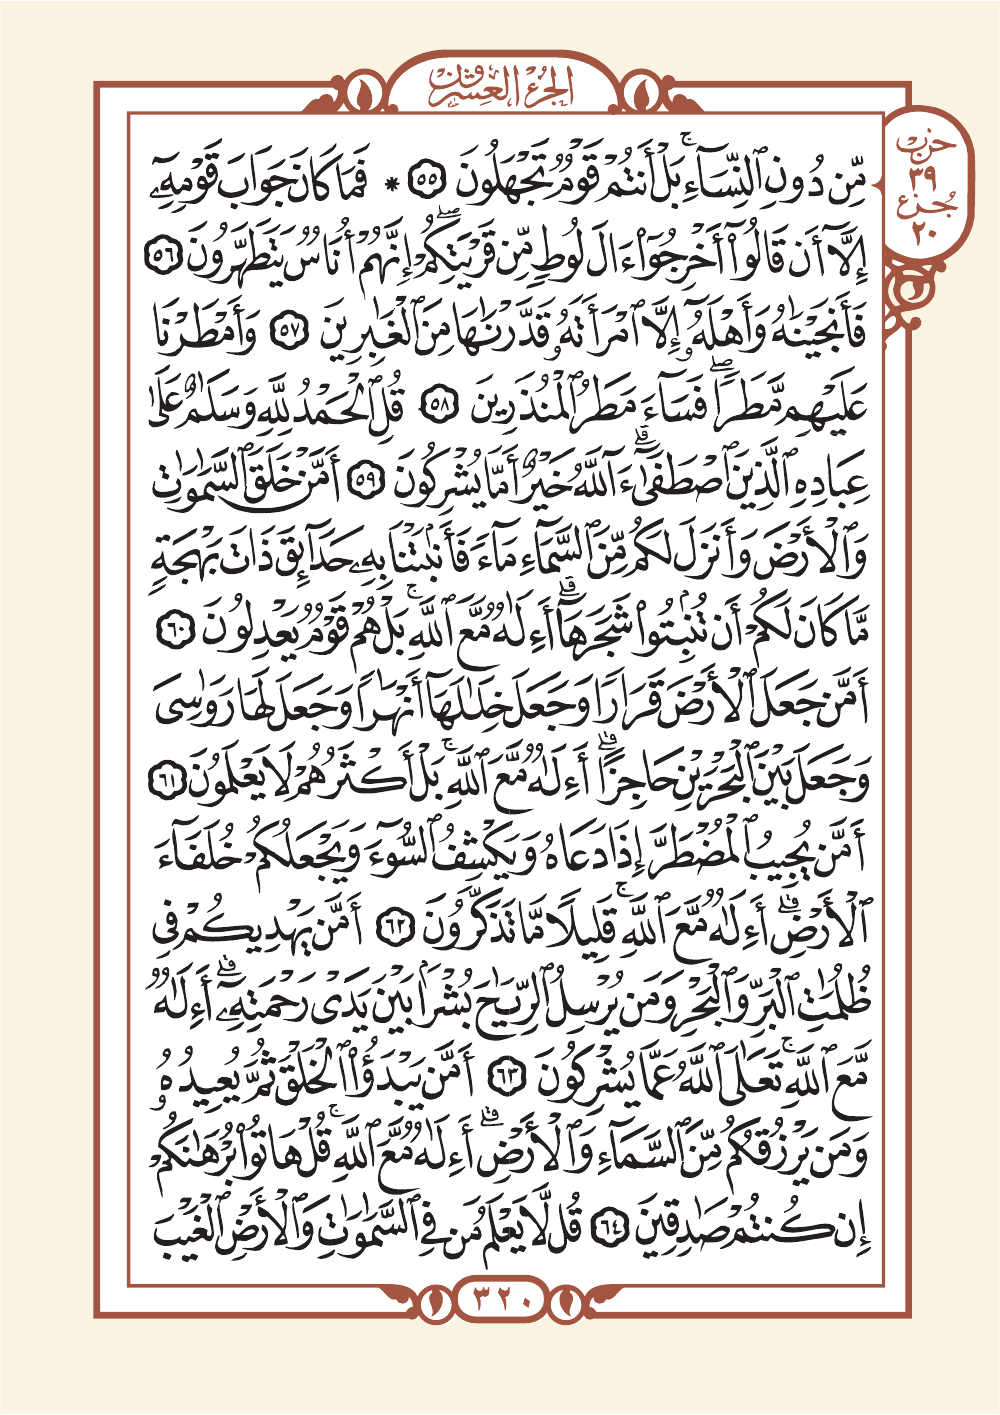 الجزء العشرون
حزب
٣٩
جزء
٢٠
مِّن دُونِ ٱلنِّسَآءِۚ بَلْ أَنتُمْ قَوْمٌ تَجْهَلُونَ ٥٥ * فَمَا كَانَ جَوَابَ قَوْمِهِۦٓ
إِلَّآ أَن قَالُوٓا۟ أَخْرِجُوٓا۟ ءَالَ لُوطٍ مِّن قَرْيَتِكُمْۖ إِنَّهُمْ أُنَاسٌ يَتَطَهَّرُونَ ٥٦
فَأَنجَيْنَٰهُ وَأَهْلَهُۥٓ إِلَّا ٱمْرَأَتَهُۥ قَدَّرْنَٰهَا مِنَ ٱلْغَٰبِرِينَ ٥٧ وَأَمْطَرْنَا
عَلَيْهِم مَّطَرًاۖ فَسَآءَ مَطَرُ ٱلْمُنذَرِينَ ٥٨ قُلِ ٱلْحَمْدُ لِلَّهِ وَسَلَٰمٌ عَلَىٰ
عِبَادِهِ ٱلَّذِينَ ٱصْطَفَىٰٓۗ ءَآللَّهُ خَيْرٌ أَمَّا يُشْرِكُونَ ٥٩ أَمَّنْ خَلَقَ ٱلسَّمَٰوَٰتِ
وَٱلْأَرْضَ وَأَنزَلَ لَكُم مِّنَ ٱلسَّمَآءِ مَآءً فَأَنۢبَتْنَا بِهِۦ حَدَآئِقَ ذَاتَ بَهْجَةٍ
مَّا كَانَ لَكُمْ أَن تُنۢبِتُوا۟ شَجَرَهَآۗ أَءِلَٰهٌ مَّعَ ٱللَّهِۚ بَلْ هُمْ قَوْمٌ يَعْدِلُونَ ٦٠
أَمَّن جَعَلَ ٱلْأَرْضَ قَرَارًا وَجَعَلَ خِلَٰلَهَآ أَنْهَٰرًا وَجَعَلَ لَهَا رَوَٰسِىَ
وَجَعَلَ بَيْنَ ٱلْبَحْرَيْنِ حَاجِزًاۗ أَءِلَٰهٌ مَّعَ ٱللَّهِۚ بَلْ أَكْثَرُهُمْ لَا يَعْلَمُونَ ٦١
أَمَّن يُجِيبُ ٱلْمُضْطَرَّ إِذَا دَعَاهُ وَيَكْشِفُ ٱلسُّوٓءَ وَيَجْعَلُكُمْ خُلَفَآءَ
ٱلْأَرْضِۗ أَءِلَٰهٌ مَّعَ ٱللَّهِۚ قَلِيلًا مَّا تَذَكَّرُونَ ٦٢ أَمَّن يَهْدِيكُمْ فِى
ظُلُمَٰتِ ٱلْبَرِّ وَٱلْبَحْرِ وَمَن يُرْسِلُ ٱلرِّيَٰحَ بُشْرًۢا بَيْنَ يَدَىْ رَحْمَتِهِۦٓۗ أَءِلَٰهٌ
مَّعَ ٱللَّهِۚ تَعَٰلَى ٱللَّهُ عَمَّا يُشْرِكُونَ ٦٣ أَمَّن يَبْدَؤُا۟ ٱلْخَلْقَ ثُمَّ يُعِيدُهُۥ
وَمَن يَرْزُقُكُم مِّنَ ٱلسَّمَآءِ وَٱلْأَرْضِۗ أَءِلَٰهٌ مَّعَ ٱللَّهِۚ قُلْ هَاتُوا۟ بُرْهَٰنَكُمْ
إِن كُنتُمْ صَٰدِقِينَ ٦٤ قُل لَّا يَعْلَمُ مَن فِى ٱلسَّمَٰوَٰتِ وَٱلْأَرْضِ ٱلْغَيْبَ
٣٢٠